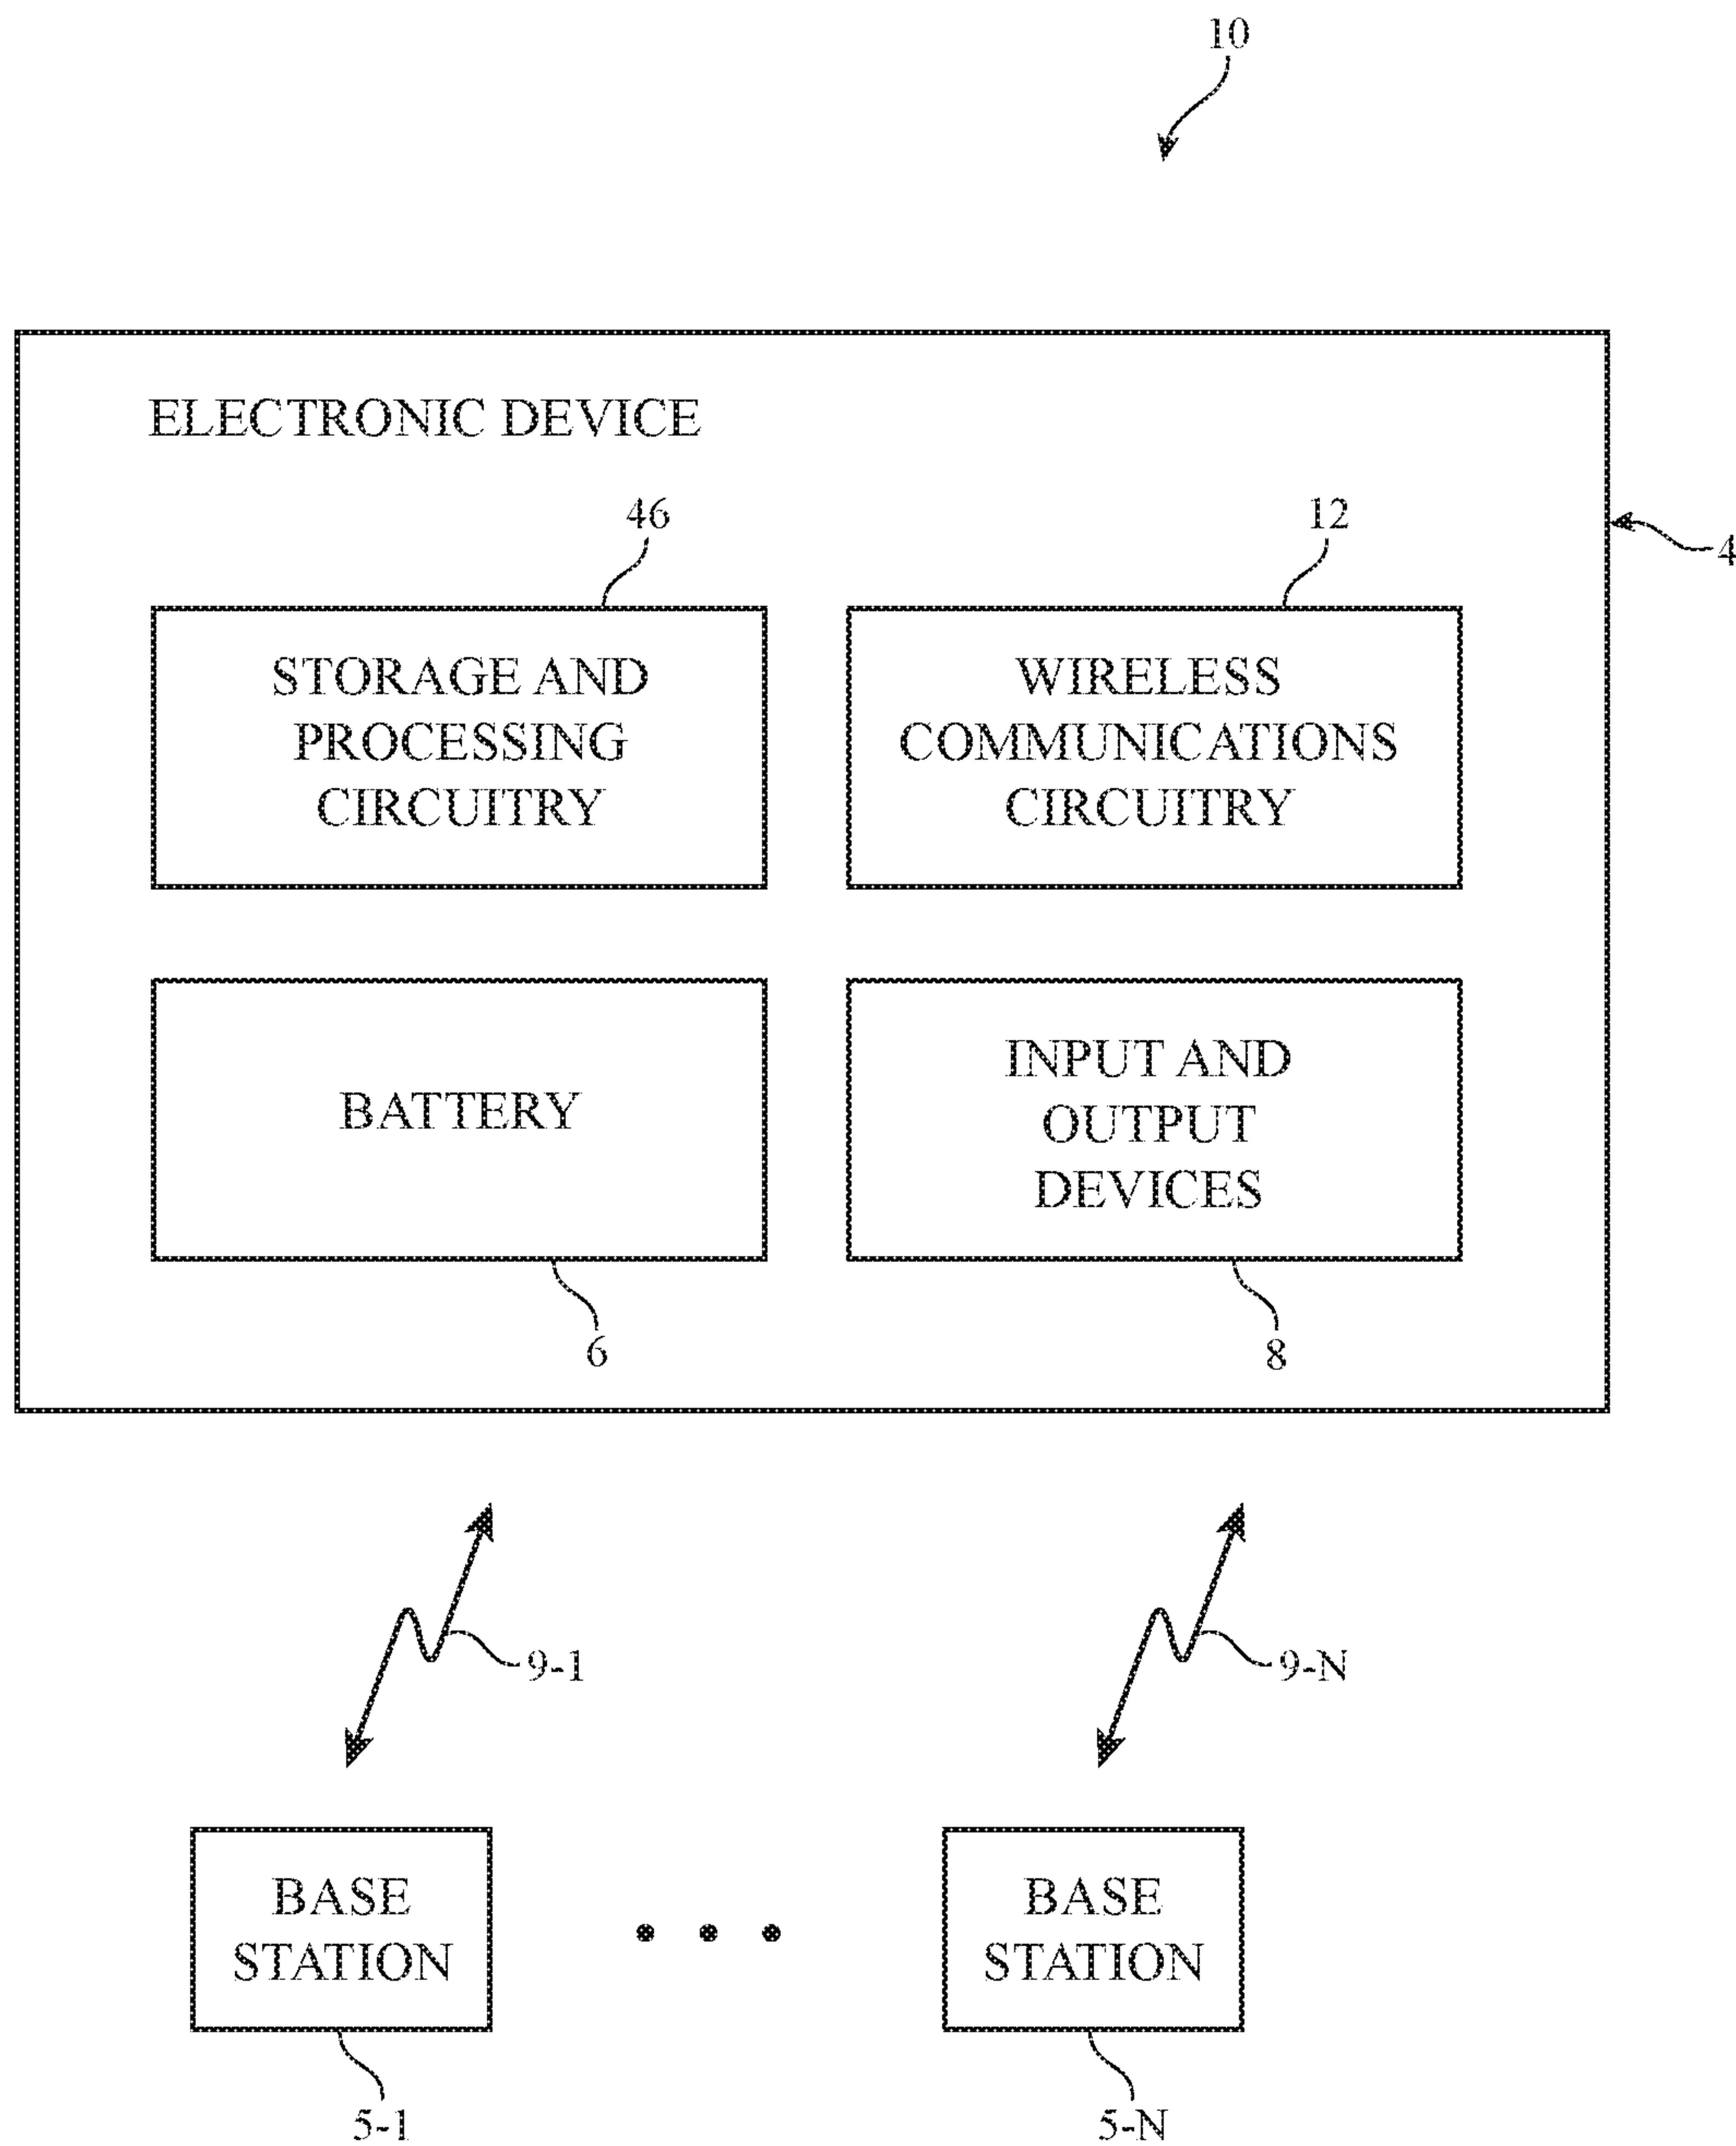 10
ELECTRONIC DEVICE
46
12
4
STORAGE AND
PROCESSING
CIRCUITRY
WIRELESS
COMMUNICATIONS
CIRCUITRY
BATTERY
INPUT AND
OUTPUT
DEVICES
6
8
9-1
9-N
BASE
STATION
BASE
STATION
5-1
5-N